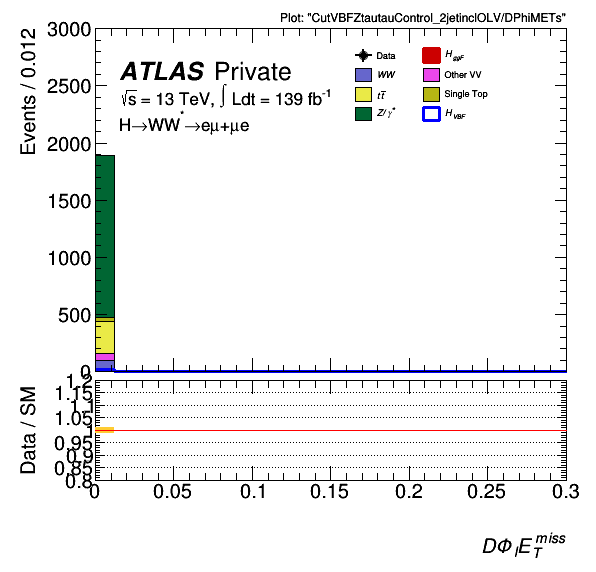 Plot: "CutVBFZtautauControl_2jetinclOLV/DPhiMETs"
Events / 0.012
3000
2500
2000
1500
1000
500
0
ATLAS Private
√s = 13 TeV, ∫ Ldt = 139 fb⁻¹
H→WW*→eμ+μe
Data
WW
tt̄
Z/γ*
H_ggF
Other VV
Single Top
H_VBF
Data / SM
1.2
1.15
1.1
1.05
1
0.95
0.9
0.85
0.8
0 0.05 0.1 0.15 0.2 0.25 0.3
DΦ_l E_T^miss